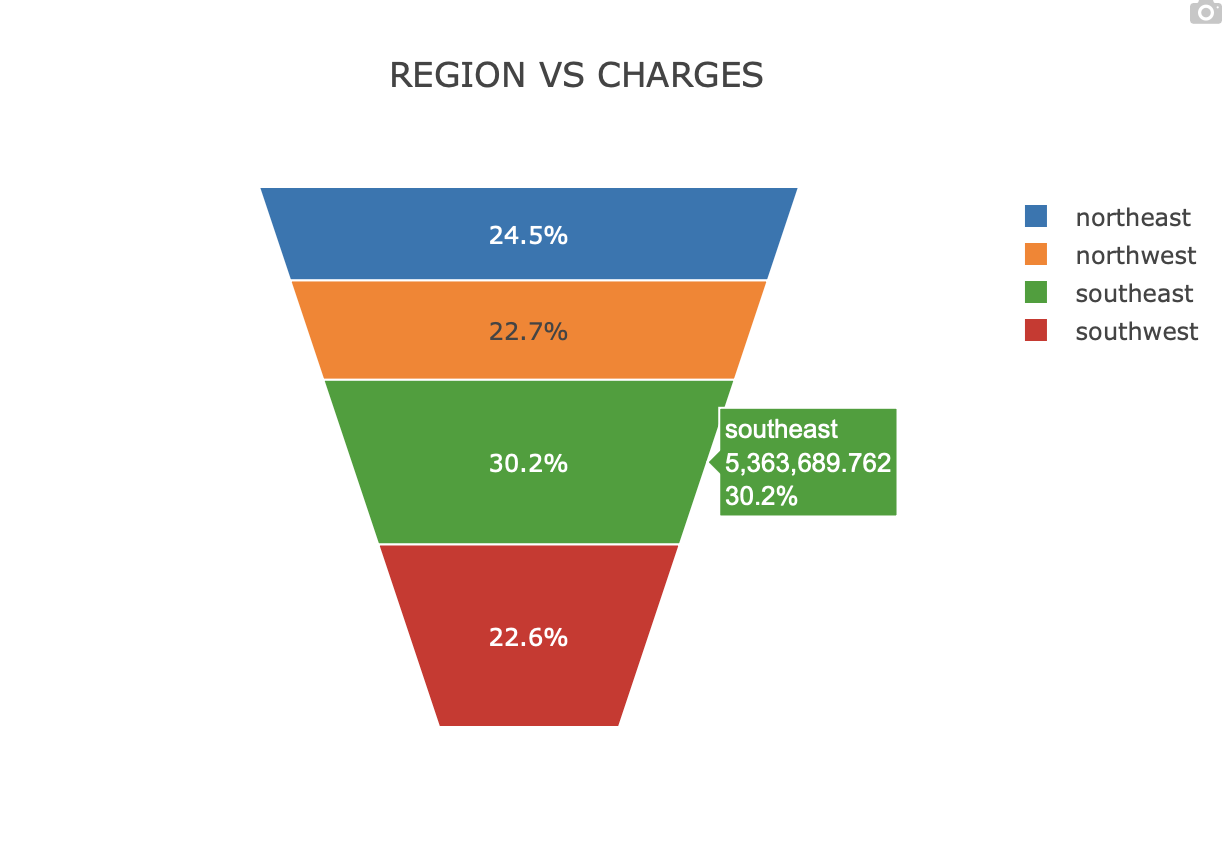 REGION VS CHARGES
24.5%
22.7%
30.2%
22.6%
southeast
5,363,689.762
30.2%
northeast
northwest
southeast
southwest